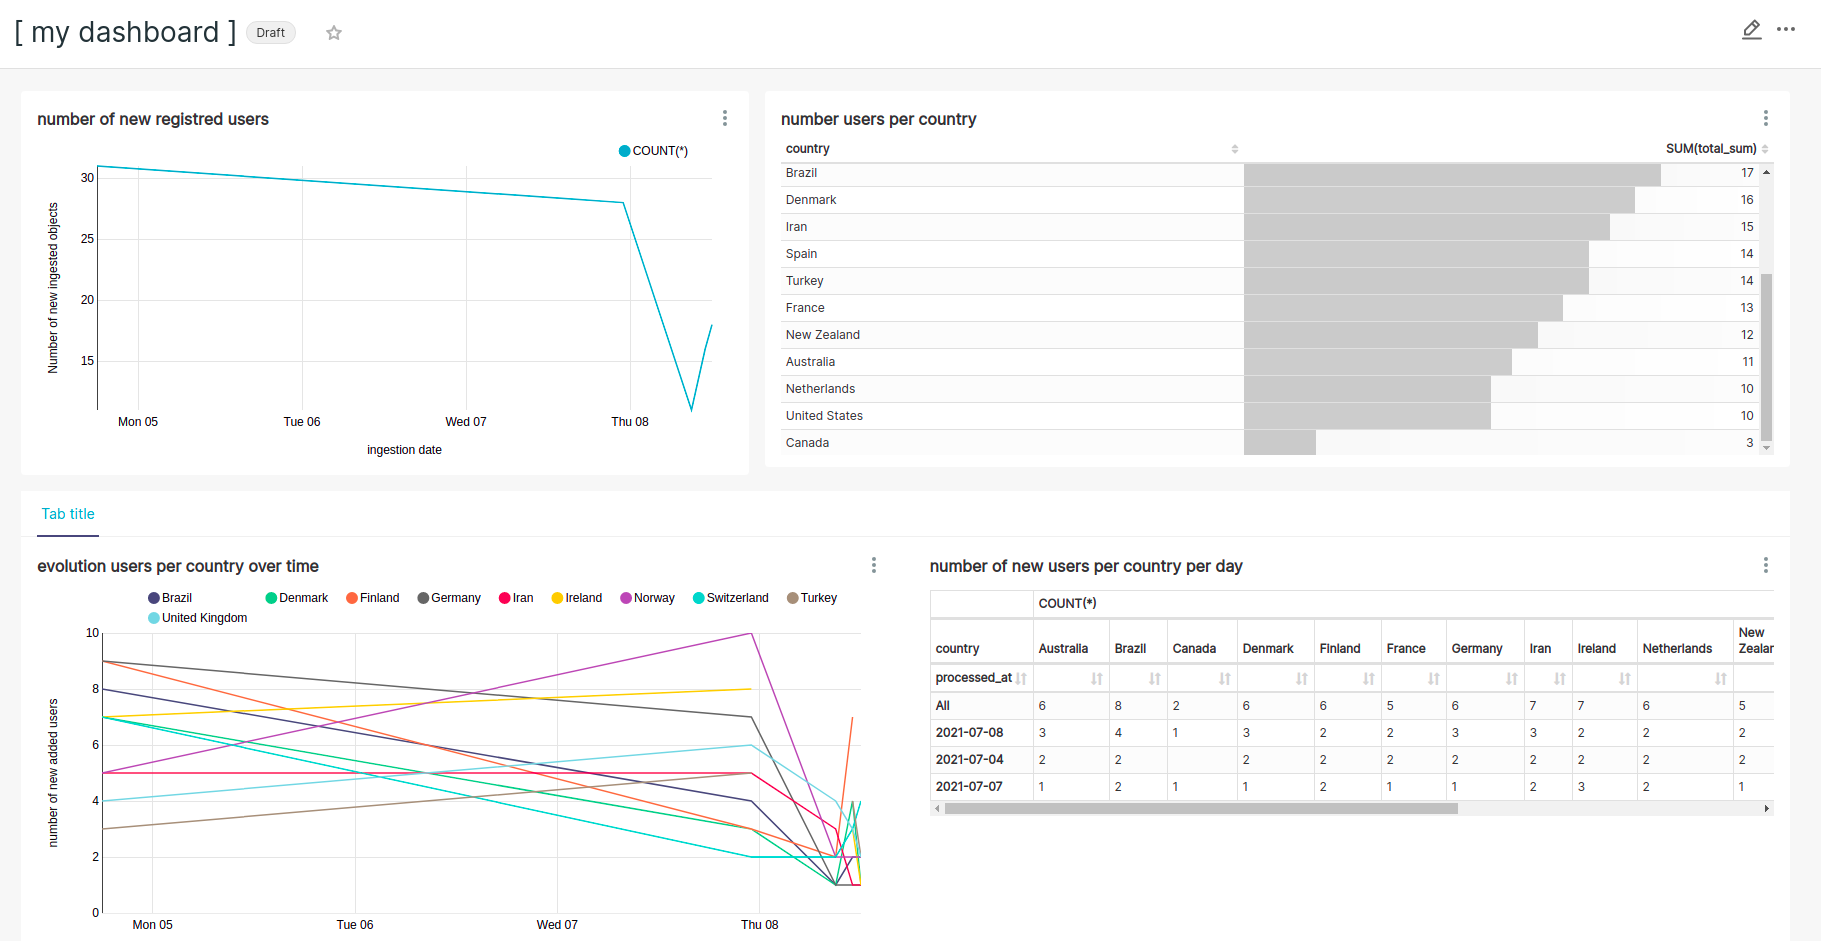 [ my dashboard ] Draft
number of new registred users
COUNT(*)
Number of new ingested objects
30
25
20
15
Mon 05 Tue 06 Wed 07 Thu 08
ingestion date
number users per country
country SUM(total_sum)
Brazil 17
Denmark 16
Iran 15
Spain 14
Turkey 14
France 13
New Zealand 12
Australia 11
Netherlands 10
United States 10
Canada 3
Tab title
evolution users per country over time
Brazil Denmark Finland Germany Iran Ireland Norway Switzerland Turkey
United Kingdom
number of new added users
10
8
6
4
2
0
Mon 05 Tue 06 Wed 07 Thu 08
number of new users per country per day
COUNT(*)
country Australia Brazil Canada Denmark Finland France Germany Iran Ireland Netherlands New Zealan
processed_at
All 6 8 2 6 6 5 6 7 7 6 5
2021-07-08 3 4 1 3 2 2 3 3 2 2 2
2021-07-04 2 2 2 2 2 2 2 2 2 2
2021-07-07 1 2 1 1 2 1 1 2 3 2 1